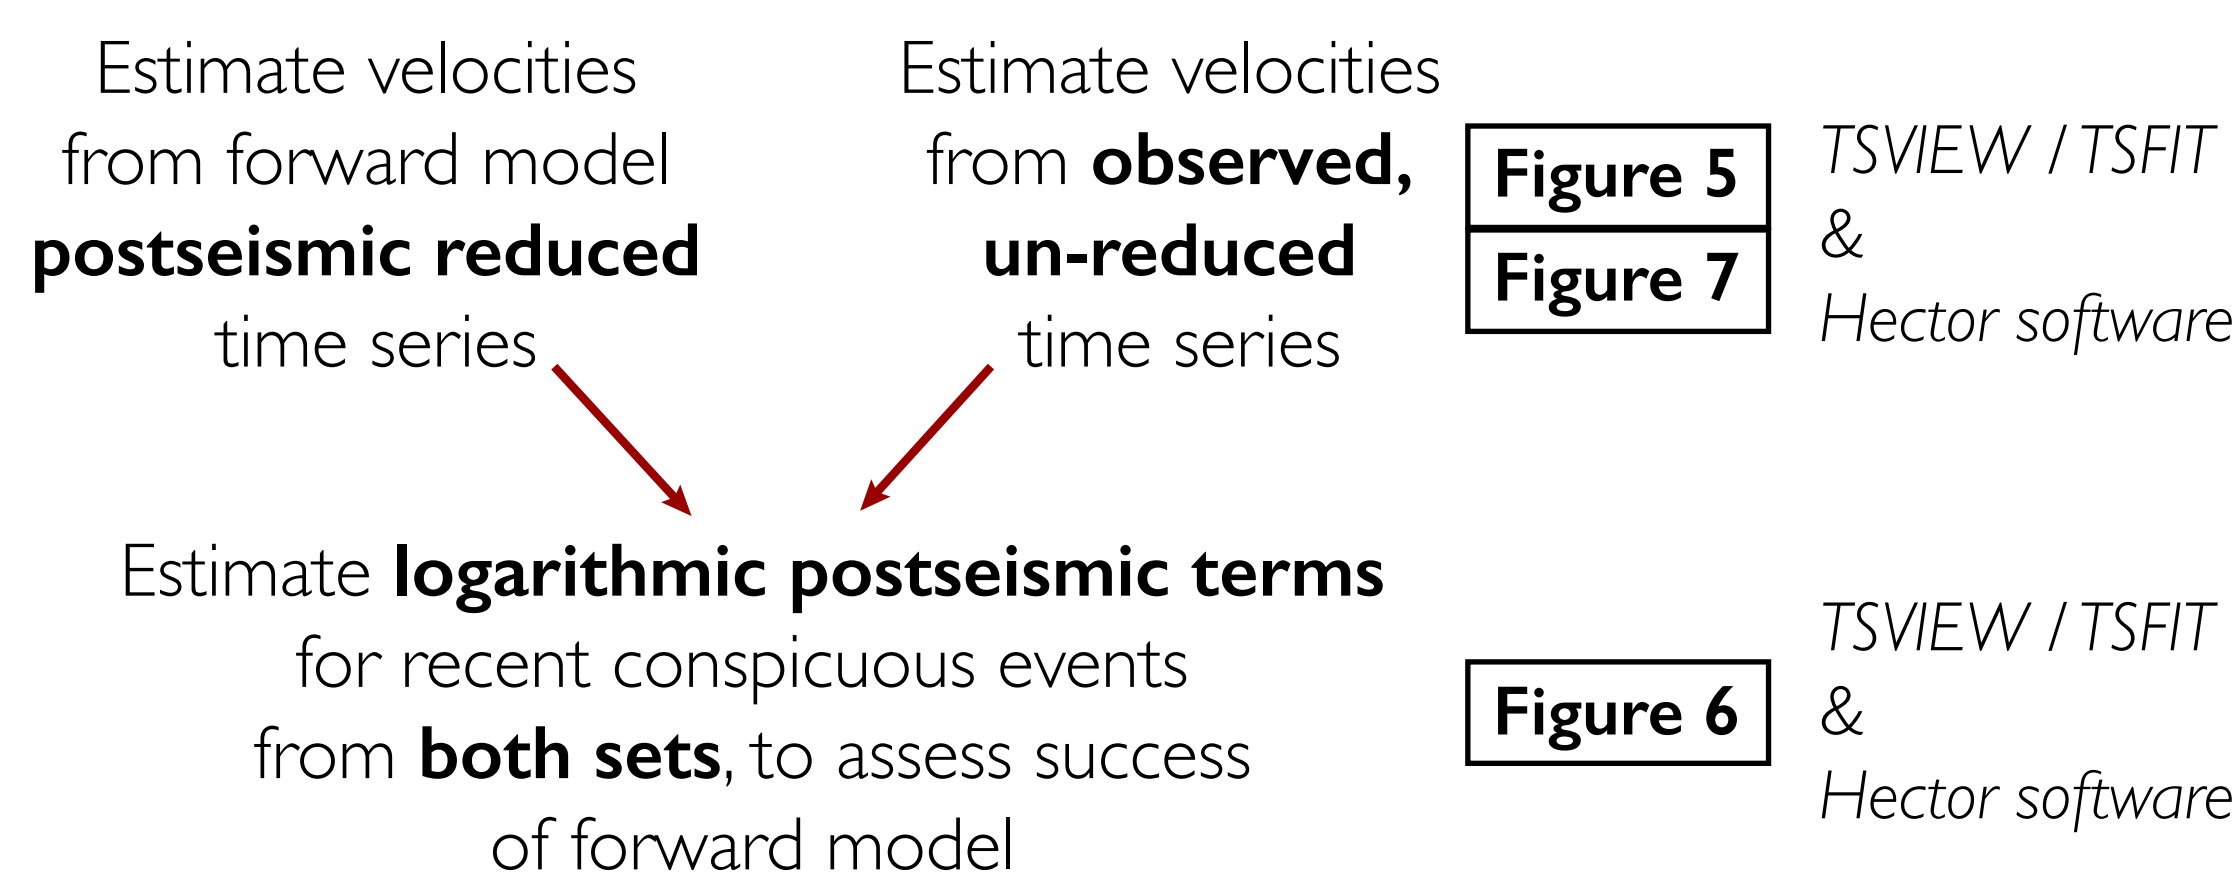 Estimate velocities
from forward model
postseismic reduced
time series
Estimate velocities
from observed,
un-reduced
time series
Figure 5
Figure 7
TSVIEW / TSFIT
&
Hector software
Estimate logarithmic postseismic terms
for recent conspicuous events
from both sets, to assess success
of forward model
Figure 6
TSVIEW / TSFIT
&
Hector software